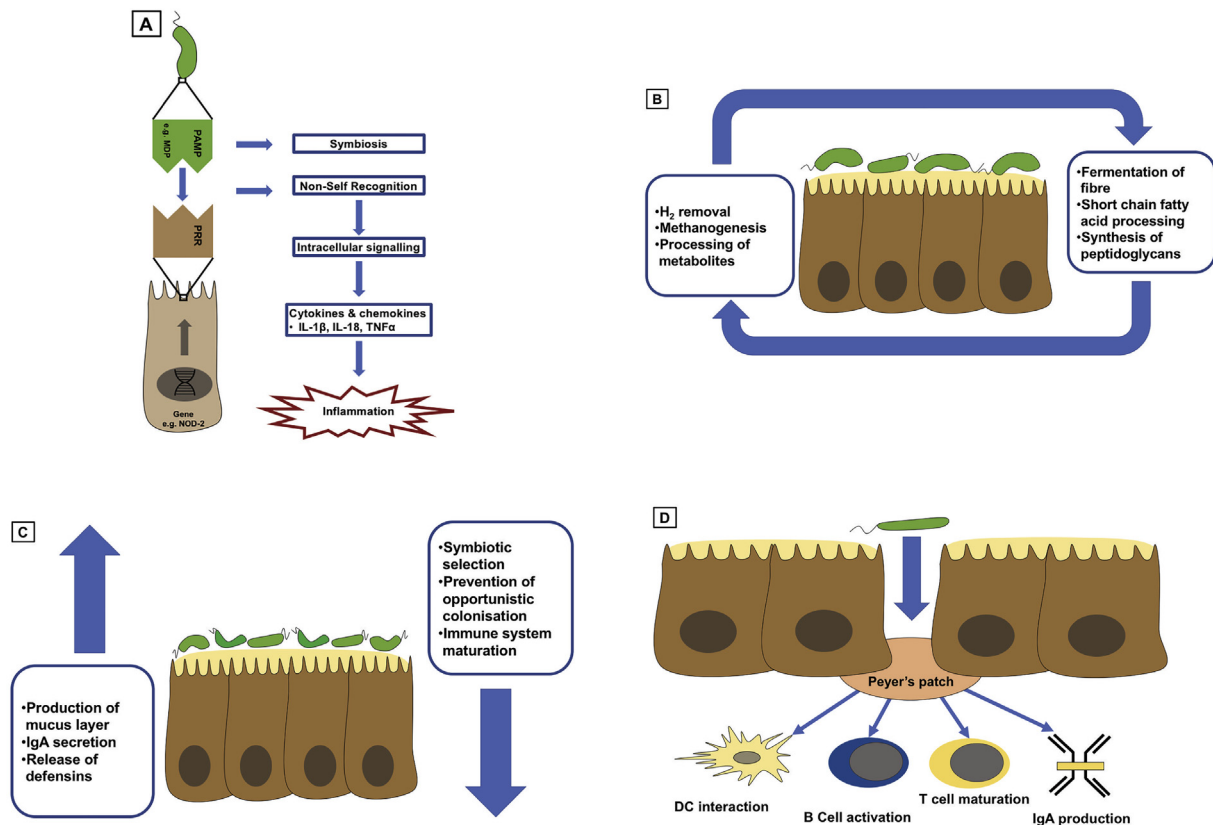 A
PAMP
e.g. MDP
PRR
Gene
e.g. NOD-2
Symbiosis
Non-Self Recognition
Intracellular signalling
Cytokines & chemokines
• IL-1β, IL-18, TNFα
Inflammation
B
•H₂ removal
•Methanogenesis
•Processing of
metabolites
•Fermentation of
fibre
•Short chain fatty
acid processing
•Synthesis of
peptidoglycans
C
•Production of
mucus layer
•IgA secretion
•Release of
defensins
•Symbiotic
selection
•Prevention of
opportunistic
colonisation
•Immune system
maturation
D
Peyer's patch
DC interaction
B Cell activation
T cell maturation
IgA production